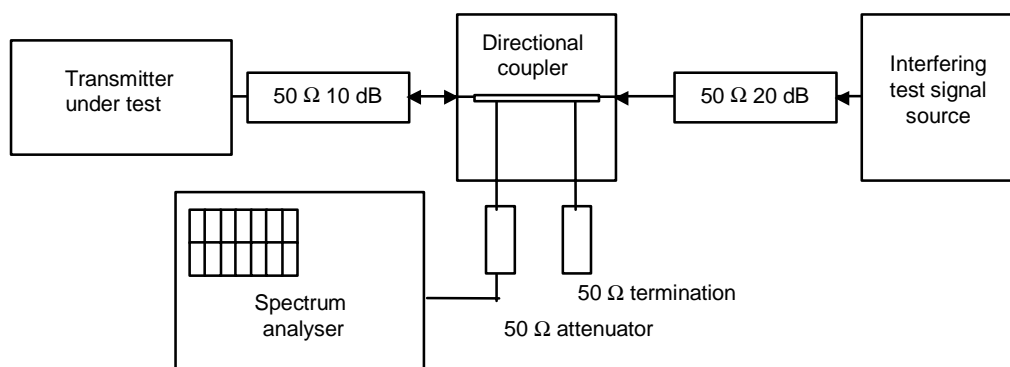 Transmitter
under test
50 Ω 10 dB
Directional
coupler
50 Ω 20 dB
Interfering
test signal
source
Spectrum
analyser
50 Ω termination
50 Ω attenuator